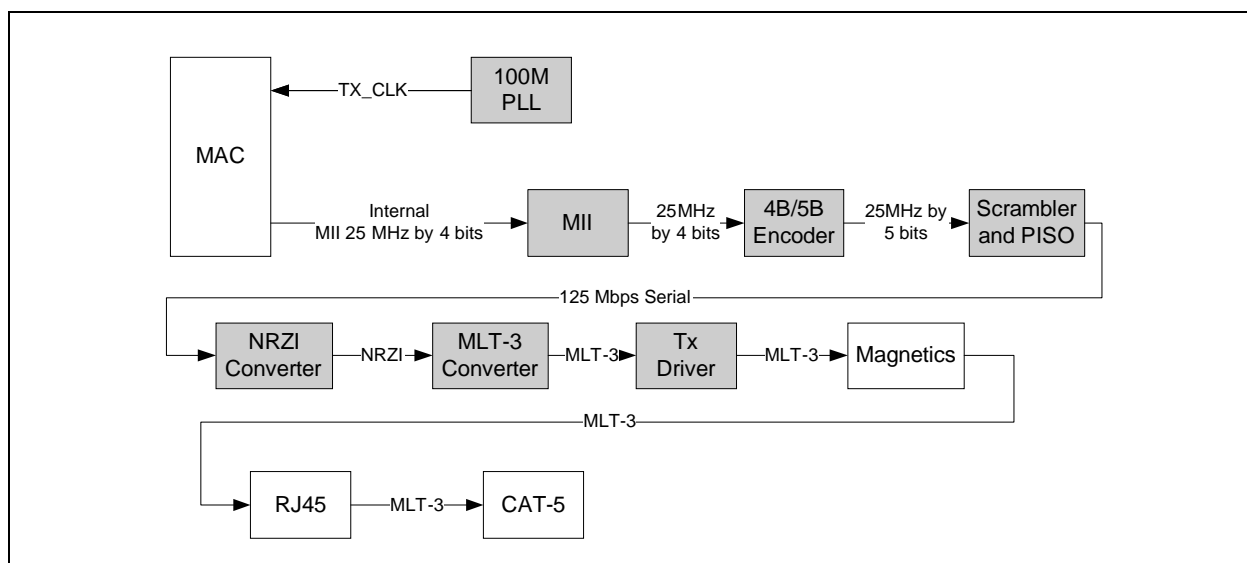 100M
PLL
TX_CLK
MAC
Internal
MII 25 MHz by 4 bits
MII
25MHz
by 4 bits
4B/5B
Encoder
25MHz by
5 bits
Scrambler
and PISO
125 Mbps Serial
NRZI
Converter
NRZI
MLT-3
Converter
MLT-3
Tx
Driver
MLT-3
Magnetics
MLT-3
RJ45
MLT-3
CAT-5